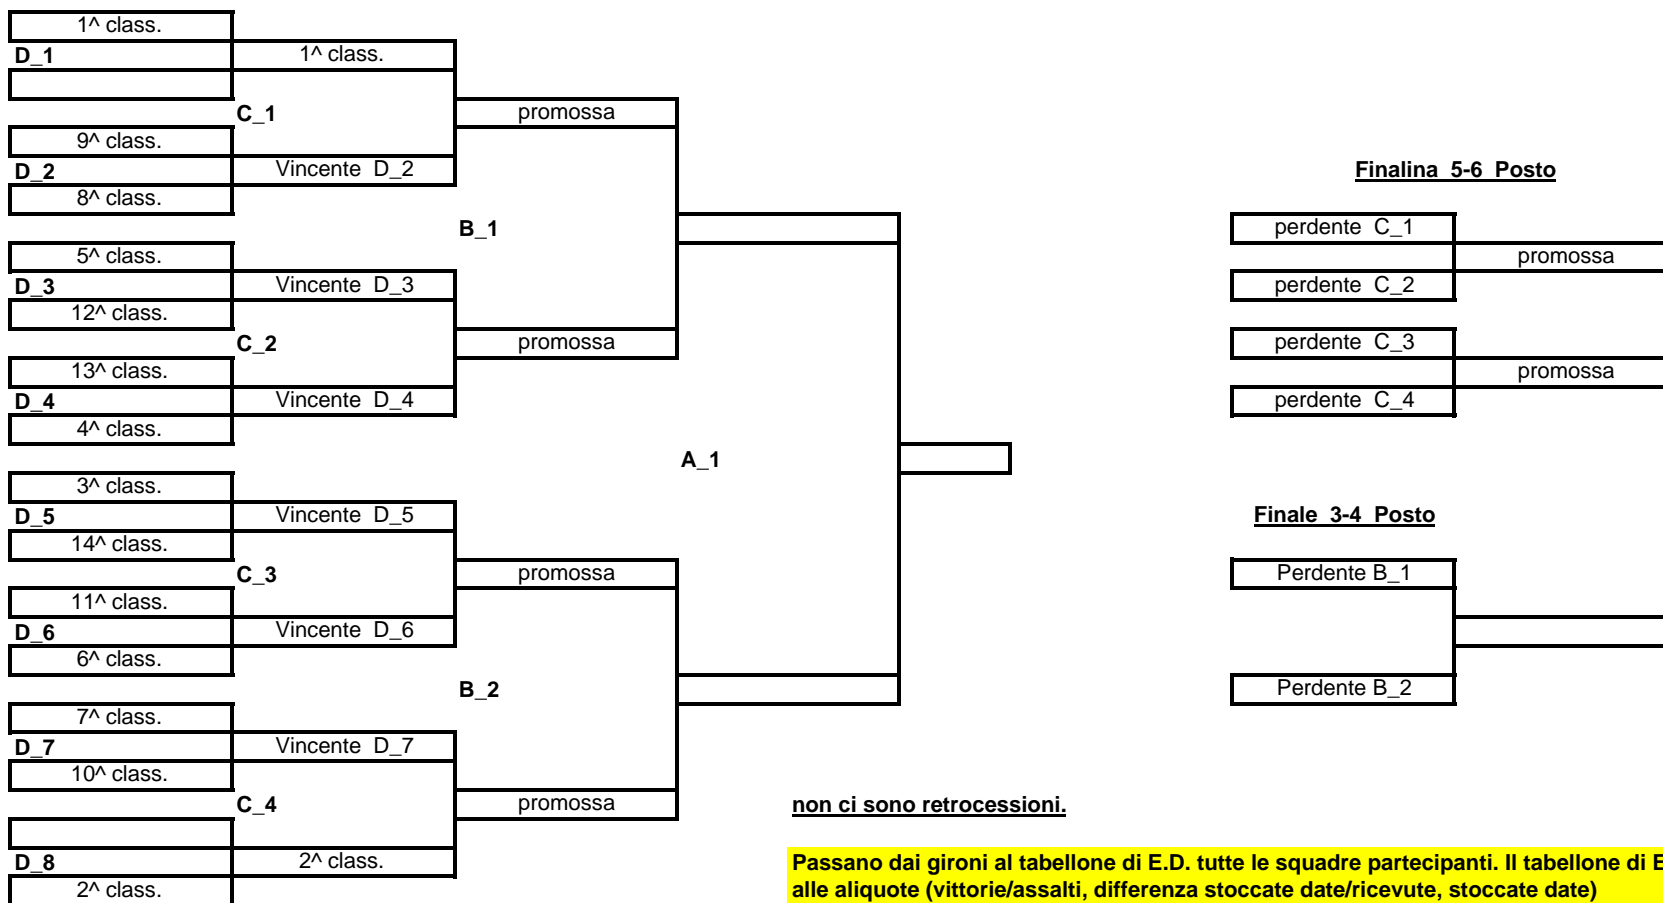 1^ class.
D_1
1^ class.
C_1
promossa
9^ class.
D_2
Vincente D_2
8^ class.
B_1
5^ class.
D_3
Vincente D_3
12^ class.
C_2
promossa
13^ class.
D_4
Vincente D_4
4^ class.
A_1
3^ class.
D_5
Vincente D_5
14^ class.
C_3
promossa
11^ class.
D_6
Vincente D_6
6^ class.
B_2
7^ class.
D_7
Vincente D_7
10^ class.
C_4
promossa
D_8
2^ class.
2^ class.
Finalina 5-6 Posto
perdente C_1
promossa
perdente C_2
perdente C_3
promossa
perdente C_4
Finale 3-4 Posto
Perdente B_1
Perdente B_2
non ci sono retrocessioni.
Passano dai gironi al tabellone di E.D. tutte le squadre partecipanti. Il tabellone di
alle aliquote (vittorie/assalti, differenza stoccate date/ricevute, stoccate date)